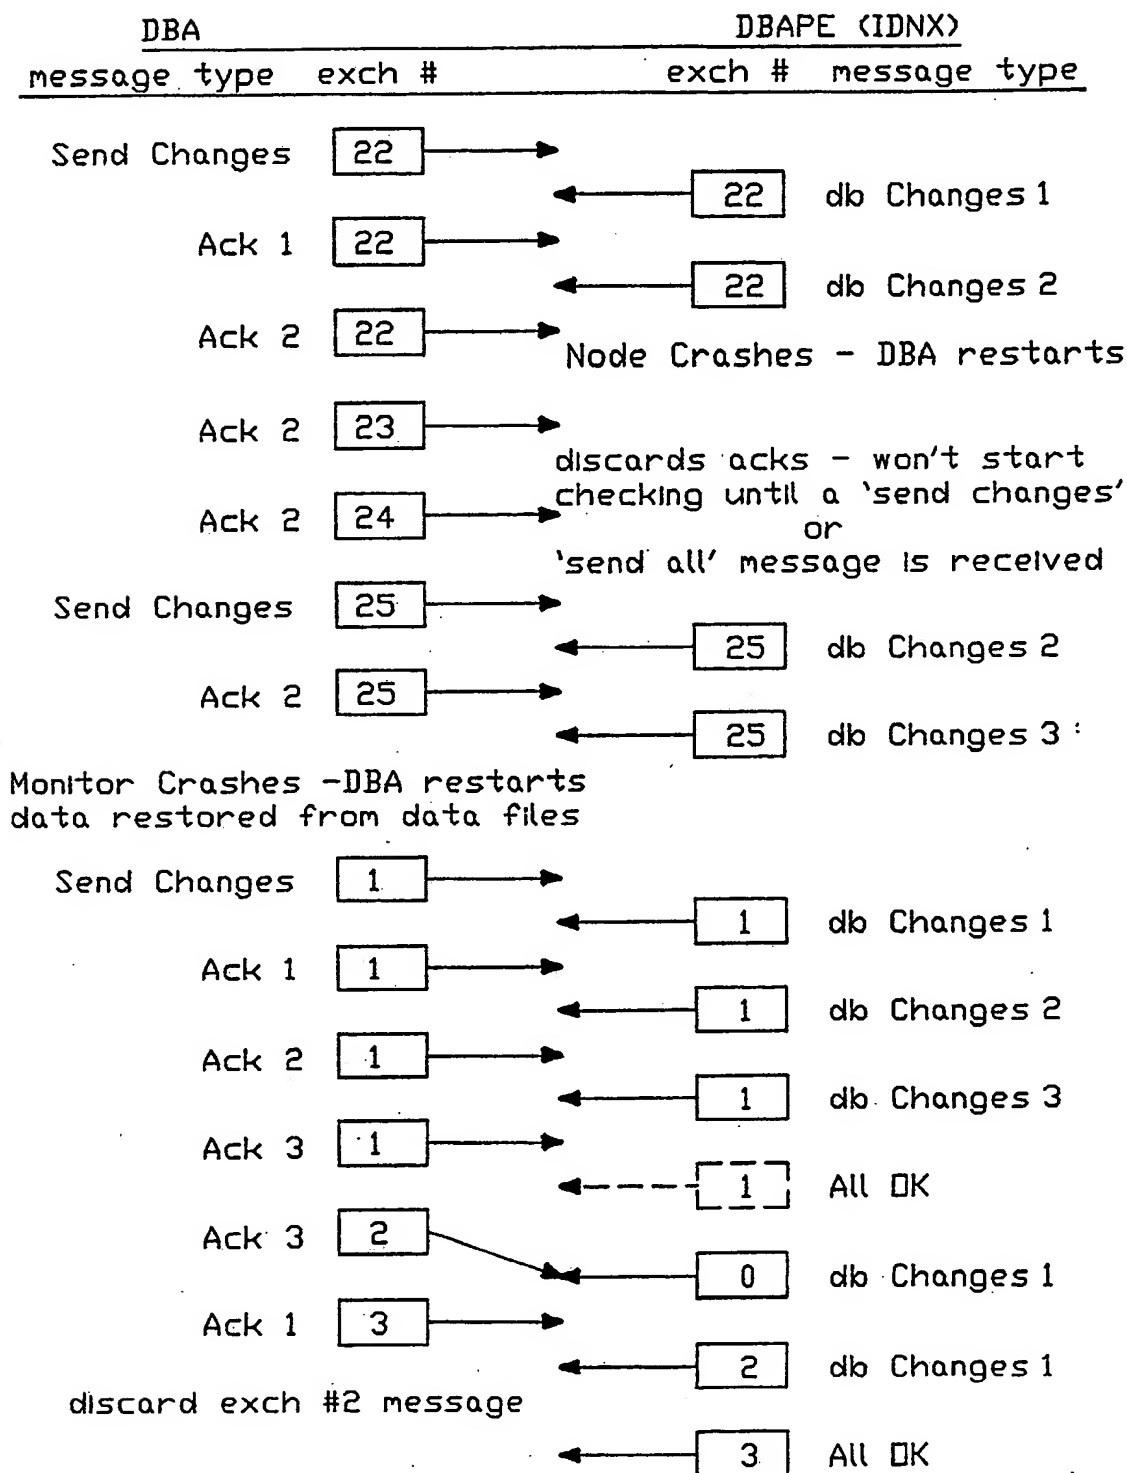 DBA DBAPE (IDNX)
message type exch # exch # message type
Send Changes 22
22 db Changes 1
Ack 1 22
22 db Changes 2
Ack 2 22
Node Crashes - DBA restarts
Ack 2 23
discards acks - won't start
checking until a 'send changes'
Ack 2 24
or
'send all' message is received
Send Changes 25
25 db Changes 2
Ack 2 25
25 db Changes 3
Monitor Crashes -DBA restarts
data restored from data files
Send Changes 1
1 db Changes 1
Ack 1 1
1 db Changes 2
Ack 2 1
1 db Changes 3
Ack 3 1
1 All OK
Ack 3 2
0 db Changes 1
Ack 1 3
2 db Changes 1
discard exch #2 message
3 All OK